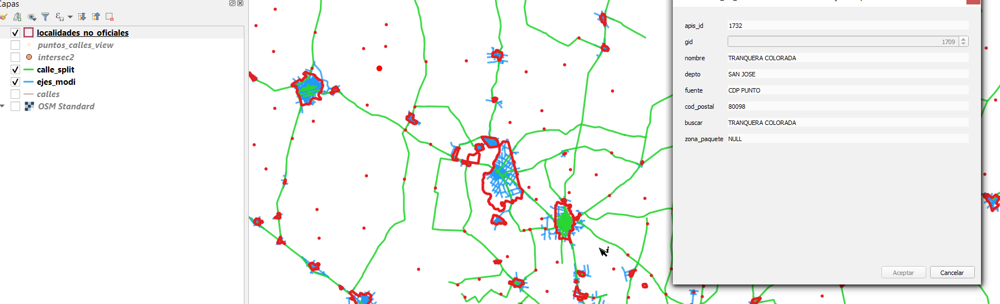 Capas
localidades_no_oficiales
puntos_calles_view
intersec2
calle_split
ejes_modi
calles
OSM Standard
apis_id 1732
gid 1709
nombre TRANQUERA COLORADA
depto SAN JOSE
fuente CDP PUNTO
cod_postal 80098
buscar TRANQUERA COLORADA
zona_paquete NULL
Aceptar Cancelar